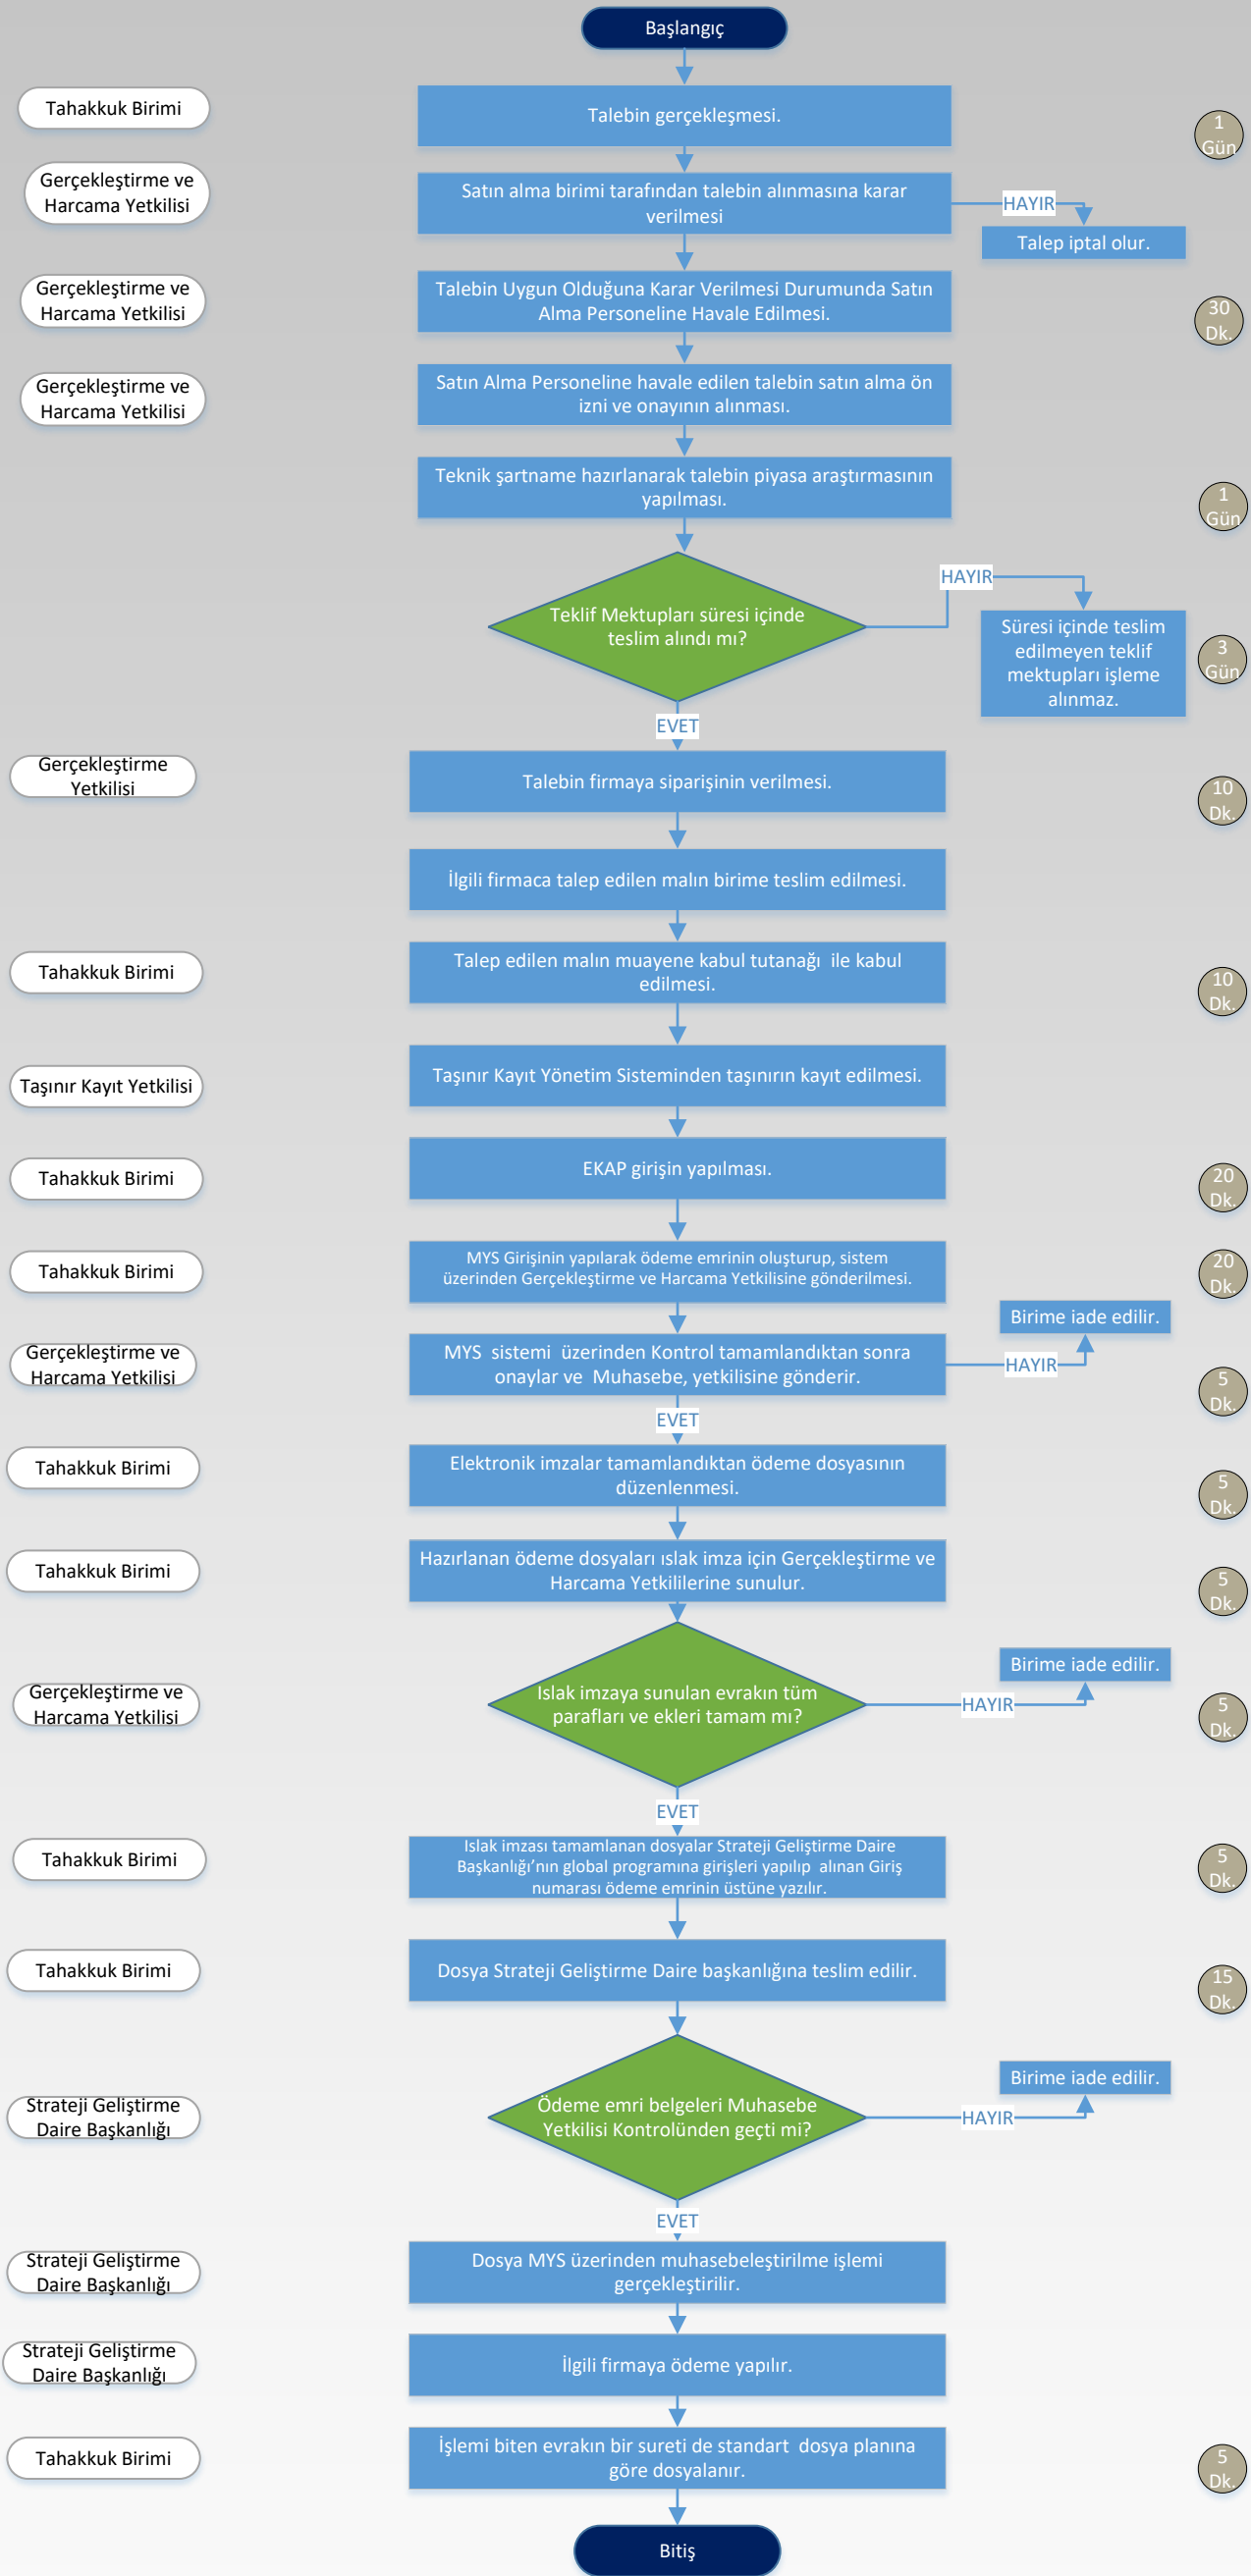 Başlangıç
Tahakkuk Birimi
Talebin gerçekleşmesi.
1
Gün
Gerçekleştirme ve
Harcama Yetkilisi
Satın alma birimi tarafından talebin alınmasına karar
verilmesi
HAYIR
Talep iptal olur.
Gerçekleştirme ve
Harcama Yetkilisi
Talebin Uygun Olduğuna Karar Verilmesi Durumunda Satın
Alma Personeline Havale Edilmesi.
30
Dk.
Gerçekleştirme ve
Harcama Yetkilisi
Satın Alma Personeline havale edilen talebin satın alma ön
izni ve onayının alınması.
Teknik şartname hazırlanarak talebin piyasa araştırmasının
yapılması.
1
Gün
Teklif Mektupları süresi içinde
teslim alındı mı?
HAYIR
Süresi içinde teslim
edilmeyen teklif
mektupları işleme
alınmaz.
3
Gün
EVET
Gerçekleştirme
Yetkilisi
Talebin firmaya siparişinin verilmesi.
10
Dk.
İlgili firmaca talep edilen malın birime teslim edilmesi.
Tahakkuk Birimi
Talep edilen malın muayene kabul tutanağı  ile kabul
edilmesi.
10
Dk.
Taşınır Kayıt Yetkilisi
Taşınır Kayıt Yönetim Sisteminden taşınırın kayıt edilmesi.
Tahakkuk Birimi
EKAP girişin yapılması.
20
Dk.
Tahakkuk Birimi
MYS Girişinin yapılarak ödeme emrinin oluşturup, sistem
üzerinden Gerçekleştirme ve Harcama Yetkilisine gönderilmesi.
20
Dk.
Birime iade edilir.
Gerçekleştirme ve
Harcama Yetkilisi
MYS  sistemi  üzerinden Kontrol tamamlandıktan sonra
onaylar ve  Muhasebe, yetkilisine gönderir.
HAYIR
5
Dk.
EVET
Tahakkuk Birimi
Elektronik imzalar tamamlandıktan ödeme dosyasının
düzenlenmesi.
5
Dk.
Tahakkuk Birimi
Hazırlanan ödeme dosyaları ıslak imza için Gerçekleştirme ve
Harcama Yetkililerine sunulur.
5
Dk.
Birime iade edilir.
Gerçekleştirme ve
Harcama Yetkilisi
Islak imzaya sunulan evrakın tüm
parafları ve ekleri tamam mı?
HAYIR
5
Dk.
EVET
Tahakkuk Birimi
Islak imzası tamamlanan dosyalar Strateji Geliştirme Daire
Başkanlığı’nın global programına girişleri yapılıp  alınan Giriş
numarası ödeme emrinin üstüne yazılır.
5
Dk.
Tahakkuk Birimi
Dosya Strateji Geliştirme Daire başkanlığına teslim edilir.
15
Dk.
Birime iade edilir.
Strateji Geliştirme
Daire Başkanlığı
Ödeme emri belgeleri Muhasebe
Yetkilisi Kontrolünden geçti mi?
HAYIR
EVET
Strateji Geliştirme
Daire Başkanlığı
Dosya MYS üzerinden muhasebeleştirilme işlemi
gerçekleştirilir.
Strateji Geliştirme
Daire Başkanlığı
İlgili firmaya ödeme yapılır.
Tahakkuk Birimi
İşlemi biten evrakın bir sureti de standart  dosya planına
göre dosyalanır.
5
Dk.
Bitiş